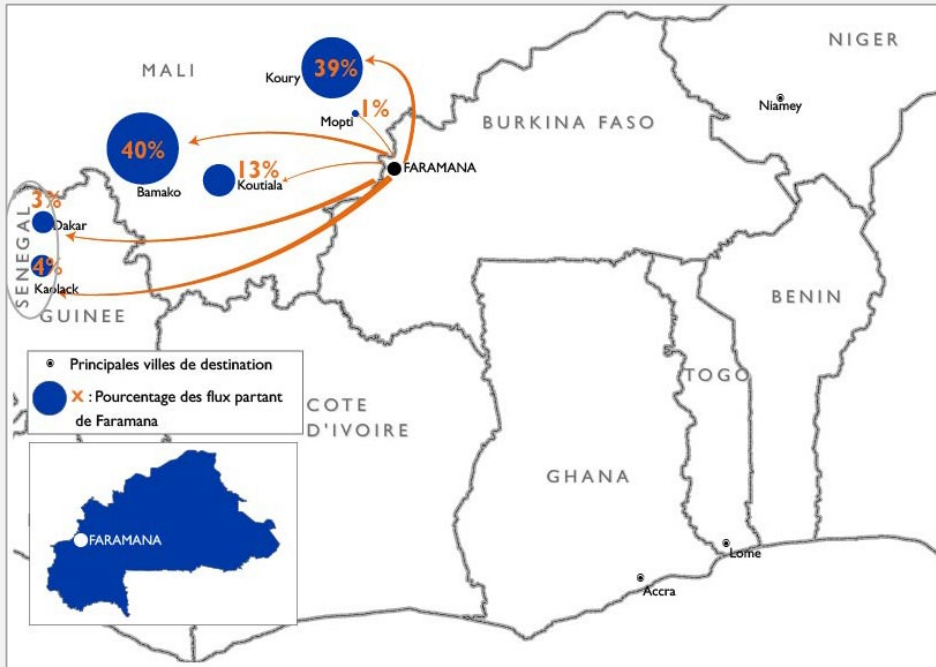 NIGER
MALI
Koury
39%
Niamey
Mopti
1%
BURKINA FASO
40%
Bamako
13%
Koutiala
FARAMANA
3%
Dakar
SENEGAL
4%
Kaolack
GUINEE
BENIN
Principales villes de destination
X : Pourcentage des flux partant
de Faramana
TOGO
COTE
D'IVOIRE
GHANA
FARAMANA
Lome
Accra